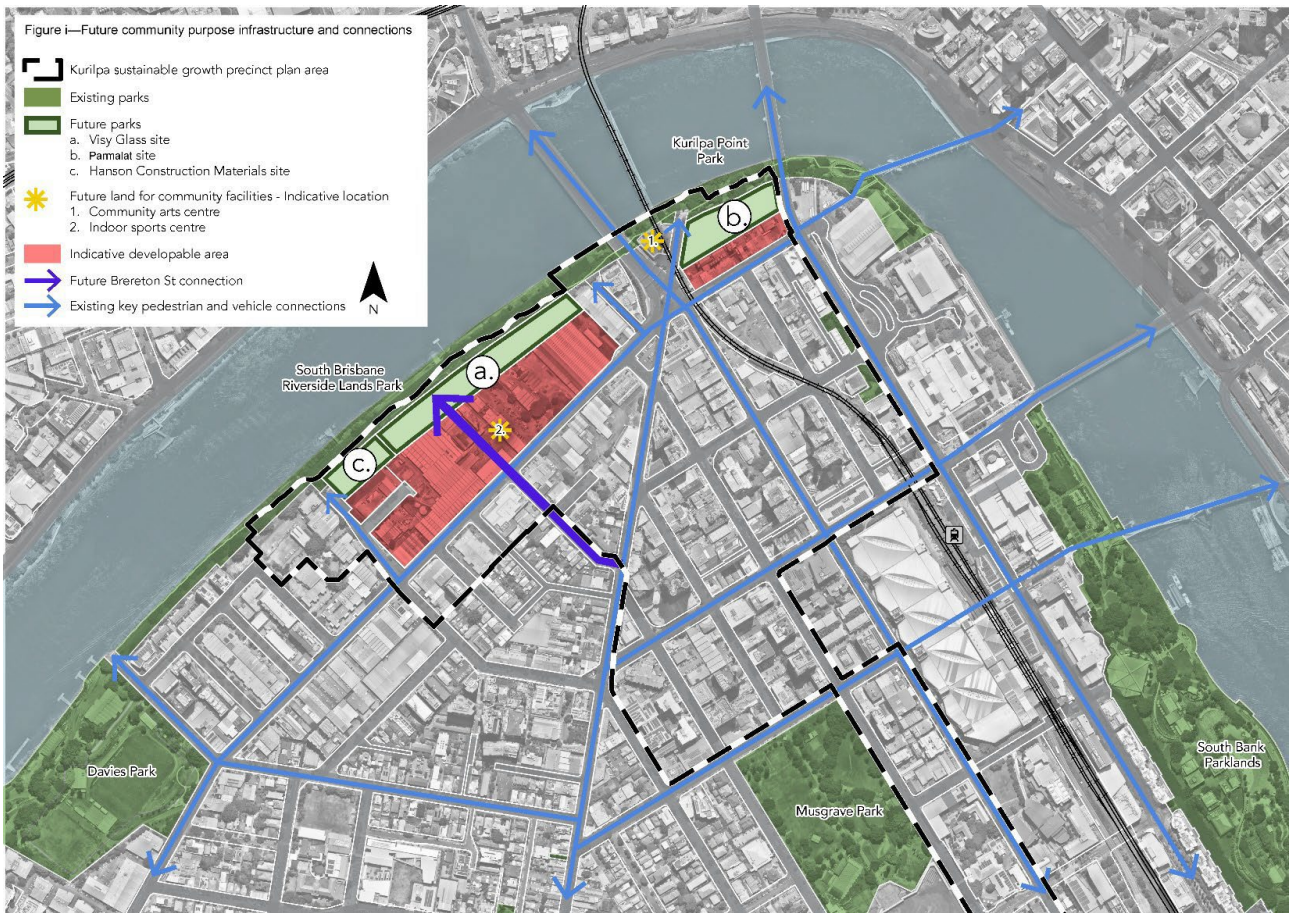 Figure i—Future community purpose infrastructure and connections
Kurilpa sustainable growth precinct plan area
Existing parks
Future parks
a. Visy Glass site
b. Parmalat site
c. Hanson Construction Materials site
Future land for community facilities - Indicative location
1. Community arts centre
2. Indoor sports centre
Indicative developable area
Future Brereton St connection
Existing key pedestrian and vehicle connections
N
Kurilpa Point
Park
b.
1.
South Brisbane
Riverside Lands Park
a.
2.
c.
Davies Park
Musgrave Park
South Bank
Parklands